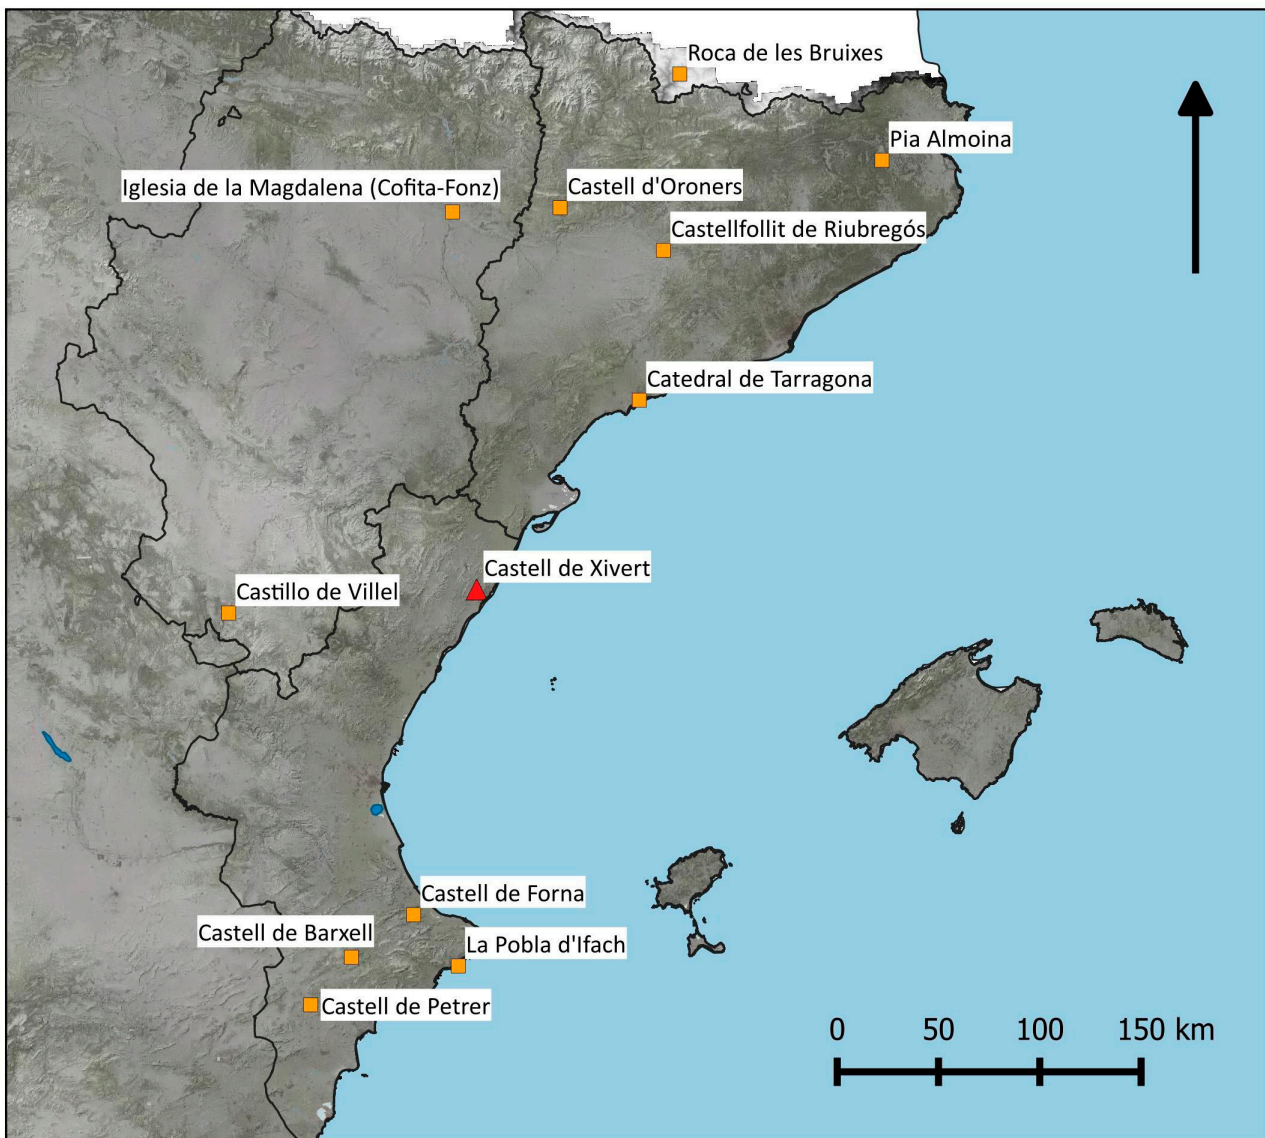 Roca de les Bruixes
Pia Almoina
Iglesia de la Magdalena (Cofita-Fonz)
Castell d'Oroners
Castellfollit de Riubregós
Catedral de Tarragona
Castell de Xivert
Castillo de Villel
Castell de Forna
Castell de Barxell
La Pobla d'Ifach
Castell de Petrer
0 50 100 150 km